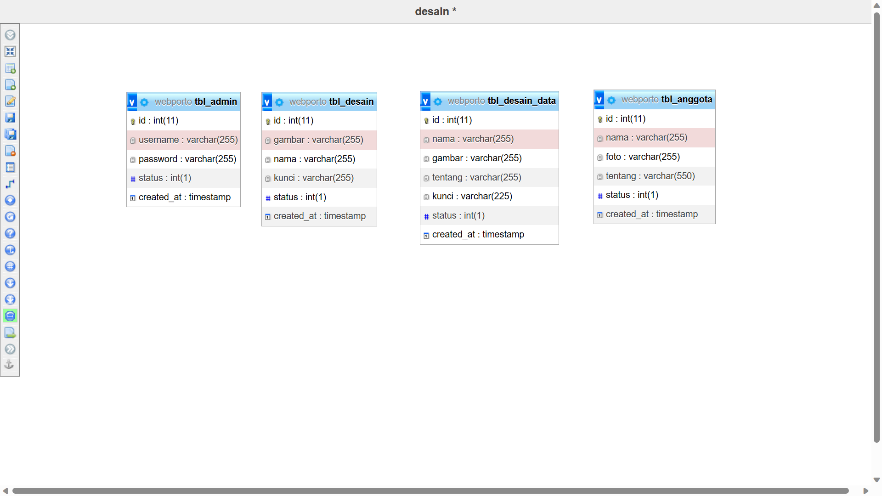 desain *
webporto tbl_admin
id : int(11)
username : varchar(255)
password : varchar(255)
status : int(1)
created_at : timestamp
webporto tbl_desain
id : int(11)
gambar : varchar(255)
nama : varchar(255)
kunci : varchar(255)
status : int(1)
created_at : timestamp
webporto tbl_desain_data
id : int(11)
nama : varchar(255)
gambar : varchar(255)
tentang : varchar(255)
kunci : varchar(225)
status : int(1)
created_at : timestamp
webporto tbl_anggota
id : int(11)
nama : varchar(255)
foto : varchar(255)
tentang : varchar(550)
status : int(1)
created_at : timestamp